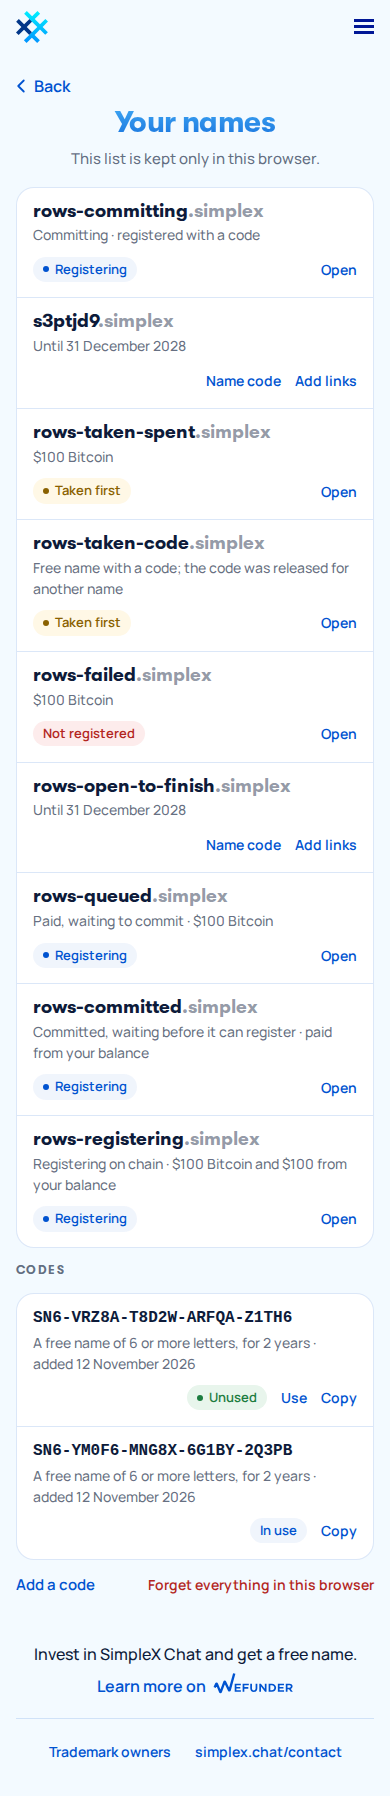 Back
Your names
This list is kept only in this browser.
rows-committing.simplex
Committing · registered with a code
Registering
Open
s3ptjd9.simplex
Until 31 December 2028
Name code Add links
rows-taken-spent.simplex
$100 Bitcoin
Taken first
Open
rows-taken-code.simplex
Free name with a code; the code was released for
another name
Taken first
Open
rows-failed.simplex
$100 Bitcoin
Not registered
Open
rows-open-to-finish.simplex
Until 31 December 2028
Name code Add links
rows-queued.simplex
Paid, waiting to commit · $100 Bitcoin
Registering
Open
rows-committed.simplex
Committed, waiting before it can register · paid
from your balance
Registering
Open
rows-registering.simplex
Registering on chain · $100 Bitcoin and $100 from
your balance
Registering
Open
CODES
SN6-VRZ8A-T8D2W-ARFQA-Z1TH6
A free name of 6 or more letters, for 2 years ·
added 12 November 2026
Unused Use Copy
SN6-YM0F6-MNG8X-6G1BY-2Q3PB
A free name of 6 or more letters, for 2 years ·
added 12 November 2026
In use Copy
Add a code Forget everything in this browser
Invest in SimpleX Chat and get a free name.
Learn more on WEFUNDER
Trademark owners simplex.chat/contact